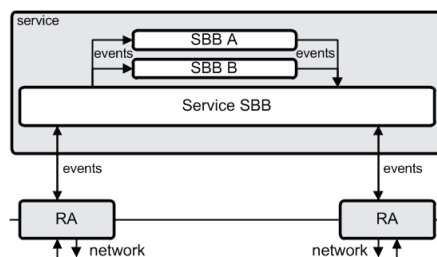 service
SBB A
events
events
SBB B
Service SBB
events
events
RA
RA
network
network